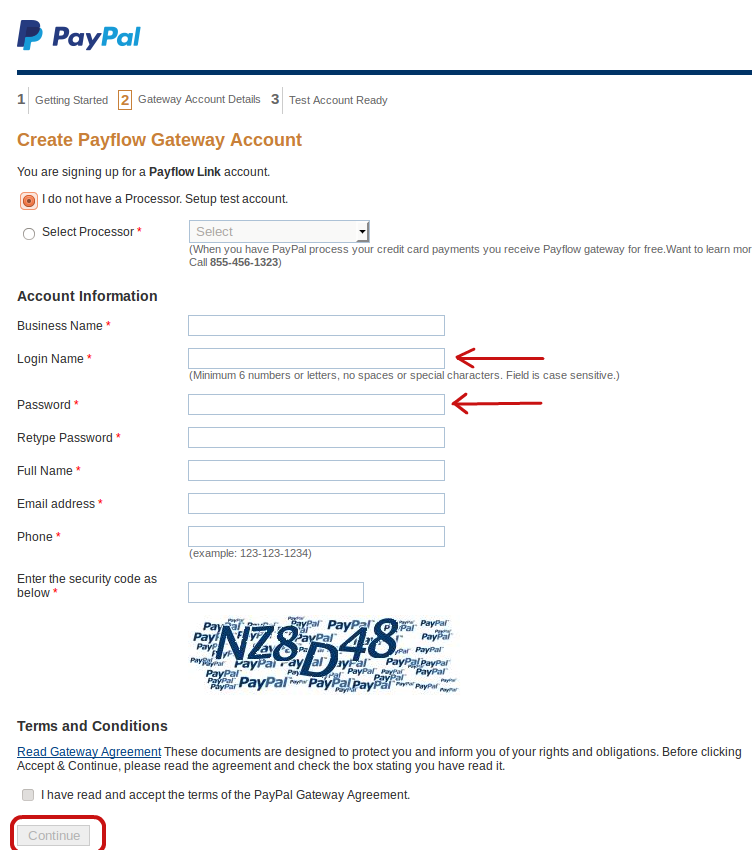 PayPal
1 Getting Started 2 Gateway Account Details 3 Test Account Ready
Create Payflow Gateway Account
You are signing up for a Payflow Link account.
I do not have a Processor. Setup test account.
Select Processor * Select
(When you have PayPal process your credit card payments you receive Payflow gateway for free.Want to learn mor
Call 855-456-1323)
Account Information
Business Name *
Login Name *
(Minimum 6 numbers or letters, no spaces or special characters. Field is case sensitive.)
Password *
Retype Password *
Full Name *
Email address *
Phone *
(example: 123-123-1234)
Enter the security code as
below *
NZ8D48
Terms and Conditions
Read Gateway Agreement These documents are designed to protect you and inform you of your rights and obligations. Before clicking
Accept & Continue, please read the agreement and check the box stating you have read it.
I have read and accept the terms of the PayPal Gateway Agreement.
Continue